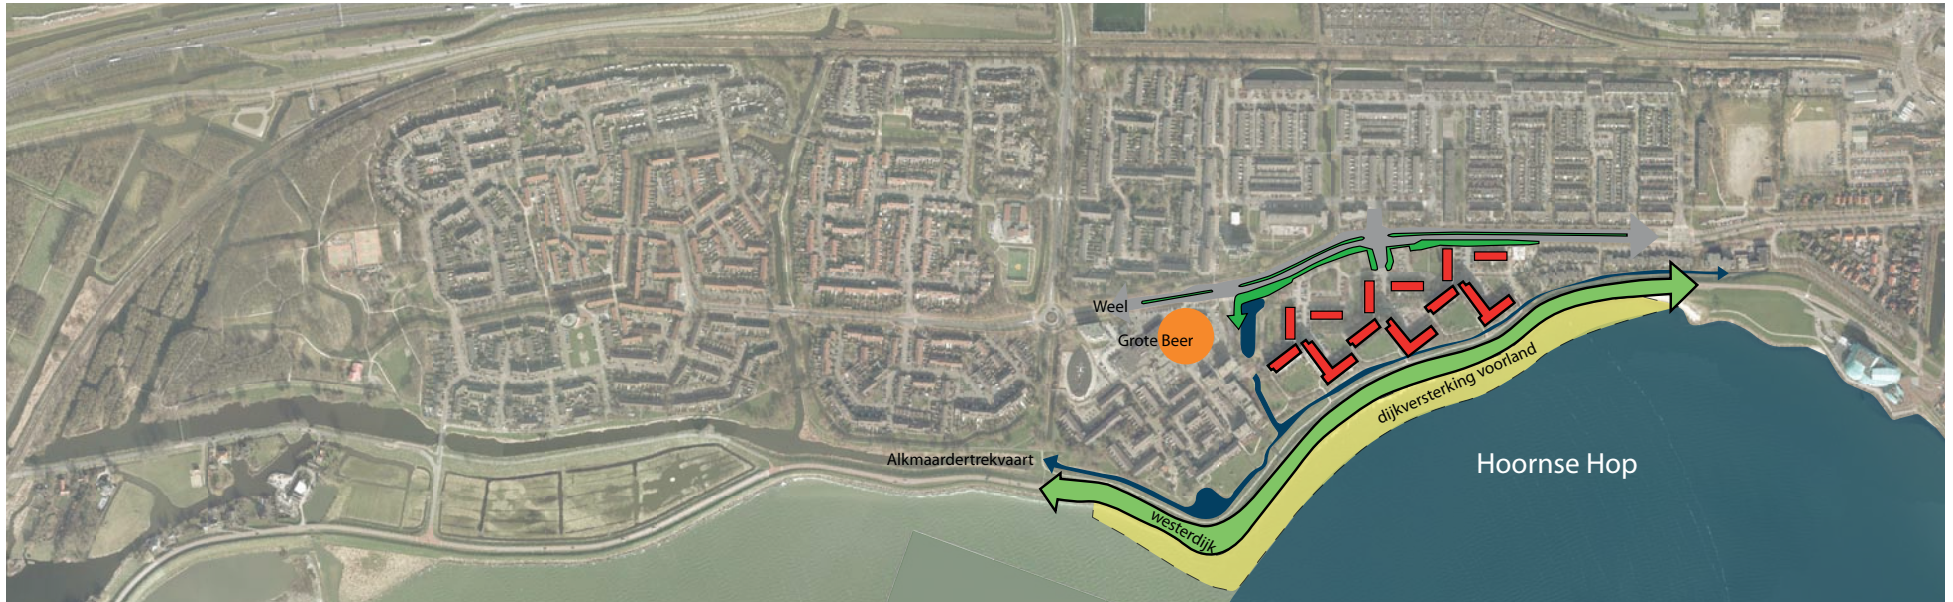 Weel
Grote Beer
dijkversterking voorland
Alkmaardertrekvaart
Hoornse Hop
westerdijk